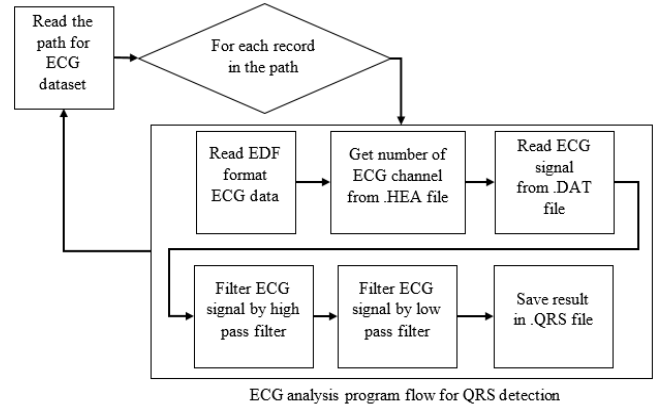 Read the
path for
ECG
dataset
For each record
in the path
Read EDF
format
ECG data
Get number of
ECG channel
from .HEA file
Read ECG
signal
from .DAT
file
Filter ECG
signal by high
pass filter
Filter ECG
signal by low
pass filter
Save result
in .QRS file
ECG analysis program flow for QRS detection